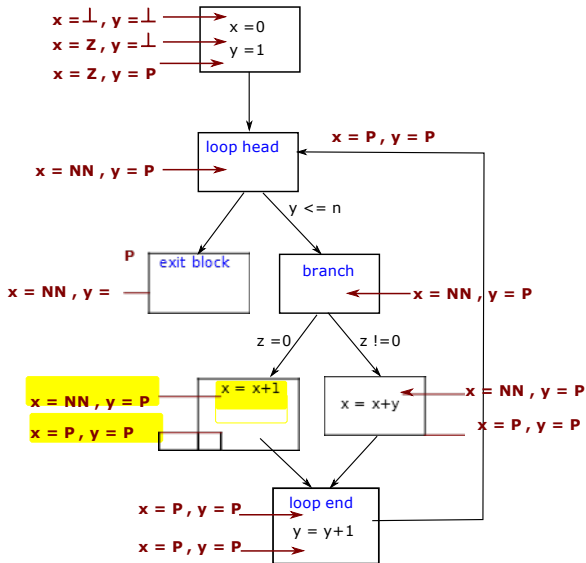 x = ⊥ , y = ⊥
x = 0
x = Z , y = ⊥
y = 1
x = Z , y = P
x = P , y = P
loop head
x = NN , y = P
y <= n
P
exit block
branch
x = NN , y =
x = NN , y = P
z =0
z !=0
x = x+1
x = NN , y = P
x = NN , y = P
x = x+y
x = P , y = P
x = P , y = P
loop end
x = P , y = P
y = y+1
x = P , y = P